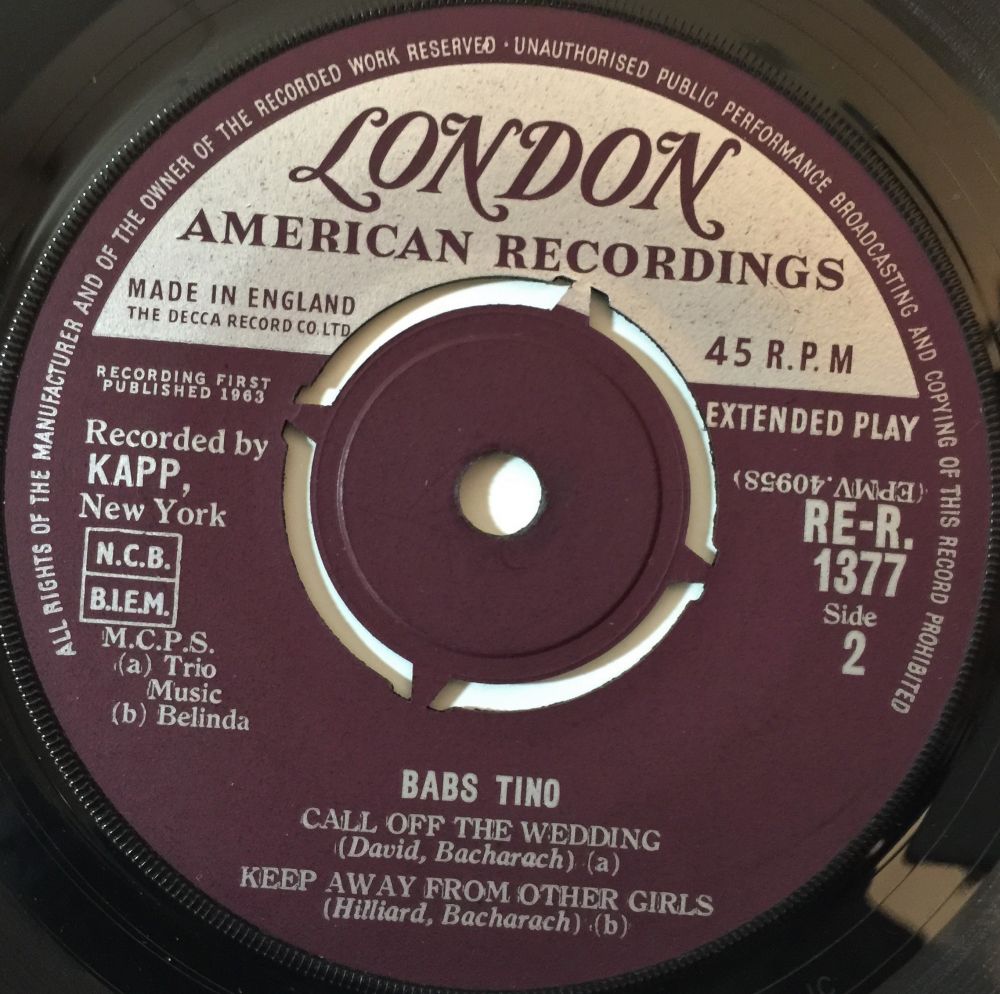 ALL RIGHTS OF THE MANUFACTURER AND OF THE OWNER OF THE RECORDED WORK RESERVED · UNAUTHORISED PUBLIC PERFORMANCE BROADCASTING AND COPYING OF THIS RECORD PROHIBITED
LONDON
AMERICAN RECORDINGS
MADE IN ENGLAND
THE DECCA RECORD CO. LTD
45 R.P.M
RECORDING FIRST
PUBLISHED 1963
EXTENDED PLAY
Recorded by
KAPP,
New York
(EPMV.40958)
RE-R.
1377
Side
2
N.C.B.
B.I.E.M.
M.C.P.S.
(a) Trio
Music
(b) Belinda
BABS TINO
CALL OFF THE WEDDING
(David, Bacharach) (a)
KEEP AWAY FROM OTHER GIRLS
(Hilliard, Bacharach) (b)